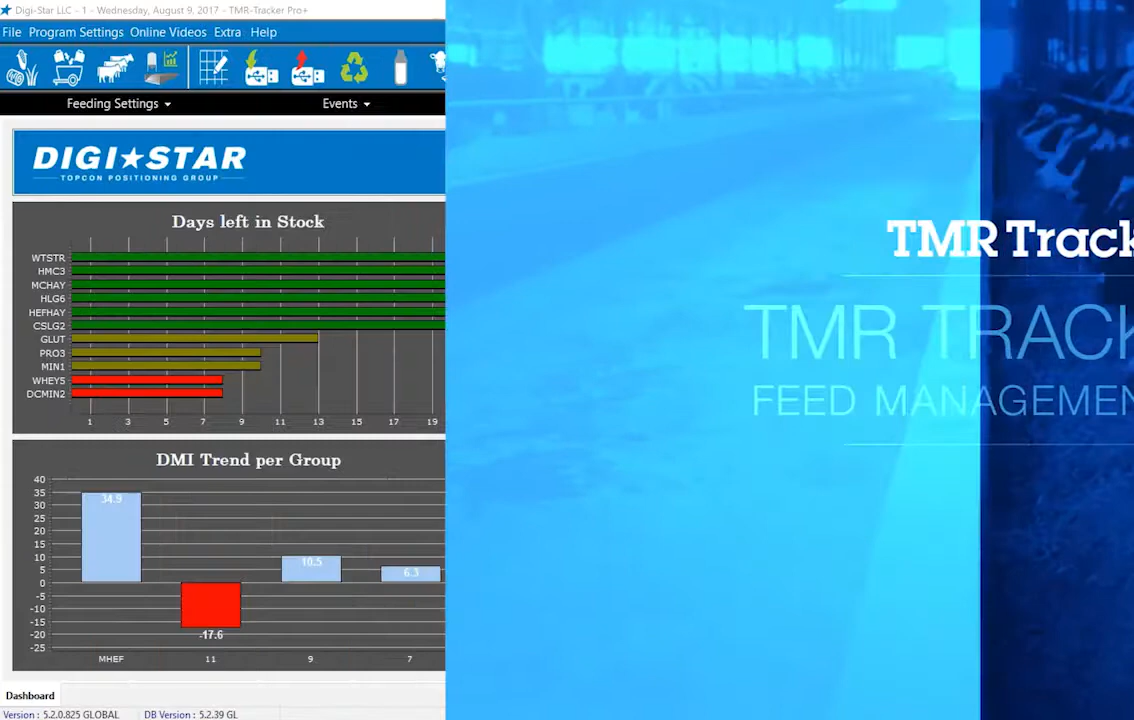 Digi-Star LLC - 1 - Wednesday, August 9, 2017 - TMR-Tracker Pro+
File Program Settings Online Videos Extra Help
Feeding Settings Events
DIGI★STAR
TOPCON POSITIONING GROUP
Days left in Stock
WTSTR
HMC3
MCHAY
HLG6
HEFHAY
CSLG2
GLUT
PRO3
MIN1
WHEY5
DCMIN2
1 3 5 7 9 11 13 15 17 19
DMI Trend per Group
40
35
30
25
20
15
10
5
0
-5
-10
-15
-20
-25
34.9
-17.6
10.5
6.3
MHEF 11 9 7
Dashboard
Version : 5.2.0.825 GLOBAL DB Version : 5.2.39 GL
TMR Track
TMR TRACK
FEED MANAGEMEN